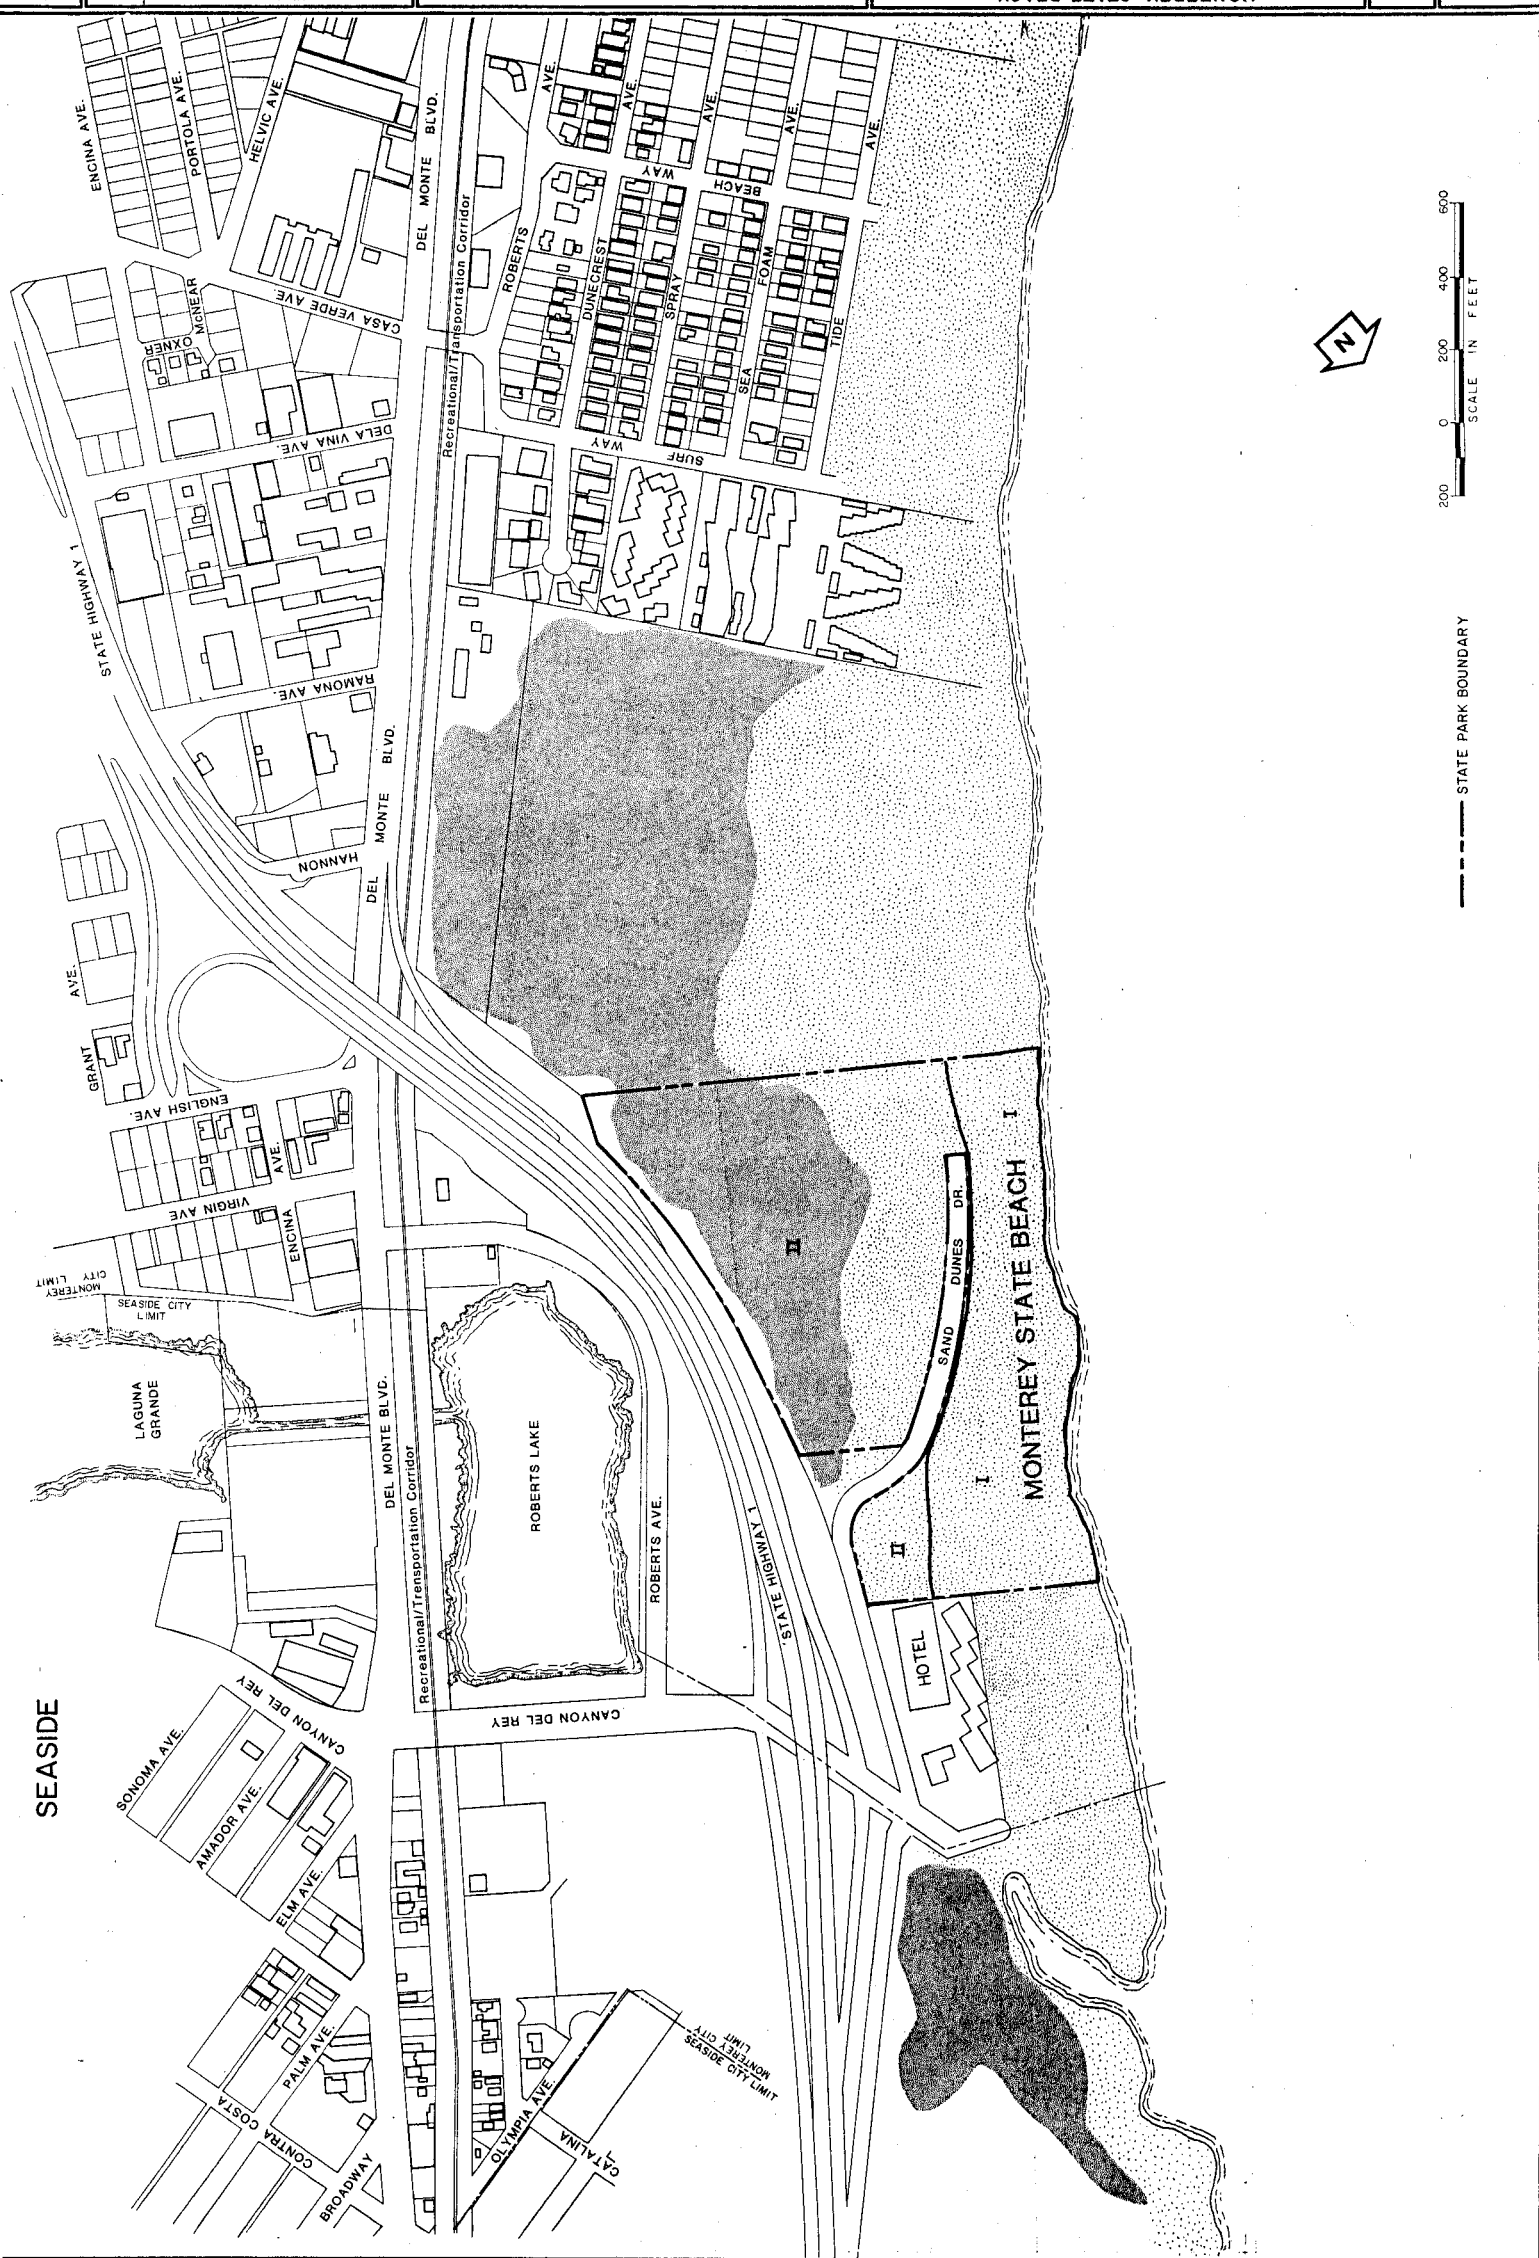 ENCINA AVE.
PORTOLA AVE.
HELVIC AVE.
DEL MONTE BLVD.
Recreational/Transportation Corridor
ROBERTS AVE.
DUNECREST AVE.
SPRAY AVE.
SEA FOAM AVE.
TIDE AVE.
BEACH WAY
CASA VERDE AVE.
McNEAR
OXNER
DELA VINA AVE.
SURF WAY
STATE HIGHWAY 1
RAMONA AVE.
DEL MONTE BLVD.
HANNON
GRANT AVE.
ENGLISH AVE.
VIRGIN AVE
ENCINA AVE.
MONTEREY
CITY LIMIT
SEASIDE CITY
LIMIT
LAGUNA
GRANDE
DEL MONTE BLVD.
Recreational/Trensportation Corridor
ROBERTS LAKE
ROBERTS AVE.
STATE HIGHWAY 1
II
SAND DUNES DR.
I
MONTEREY STATE BEACH
I
II
HOTEL
SEASIDE
CANYON DEL REY
CANYON DEL REY
SONOMA AVE.
AMADOR AVE.
ELM AVE.
PALM AVE.
CONTRA COSTA
BROADWAY
OLYMPIA AVE.
CATALINA
MONTEREY CITY
LIMIT
SEASIDE CITY LIMIT
N
200 0 200 400 600
SCALE IN FEET
STATE PARK BOUNDARY